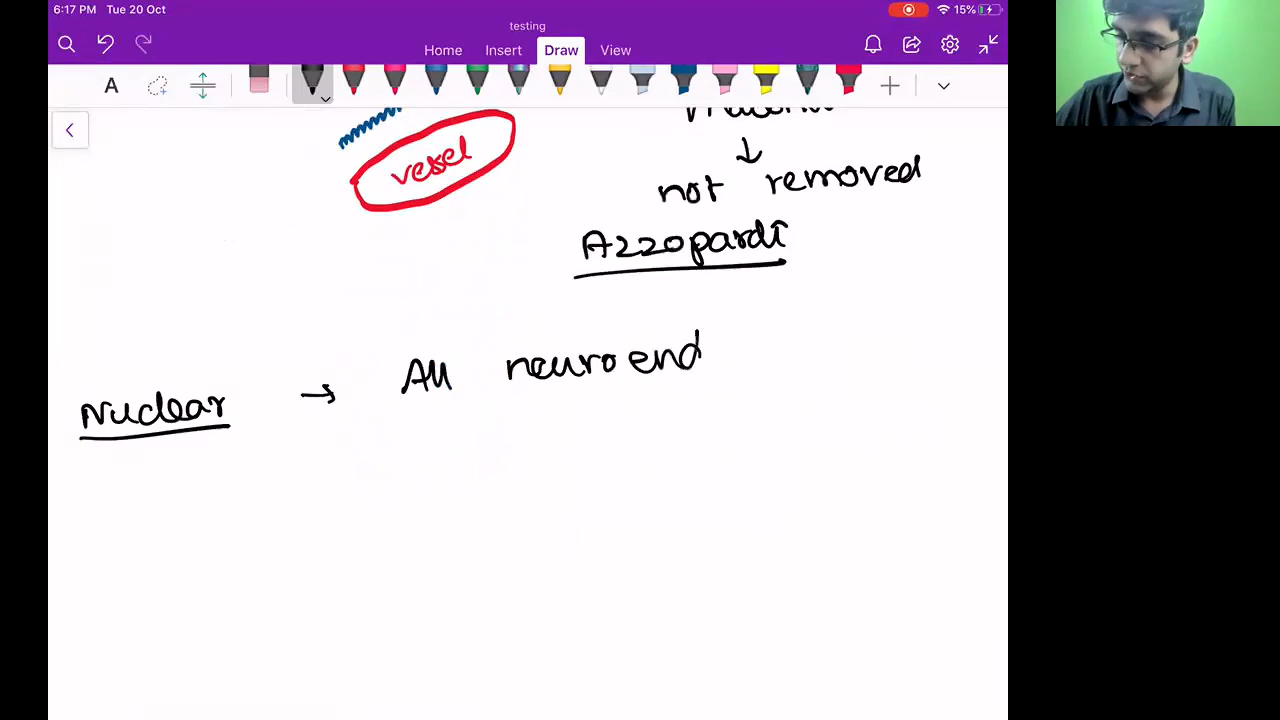 6:17 PM Tue 20 Oct
15%
testing
Home Insert Draw View
A
vessel
not removed
Azzopardi
Nuclear → All neuroend